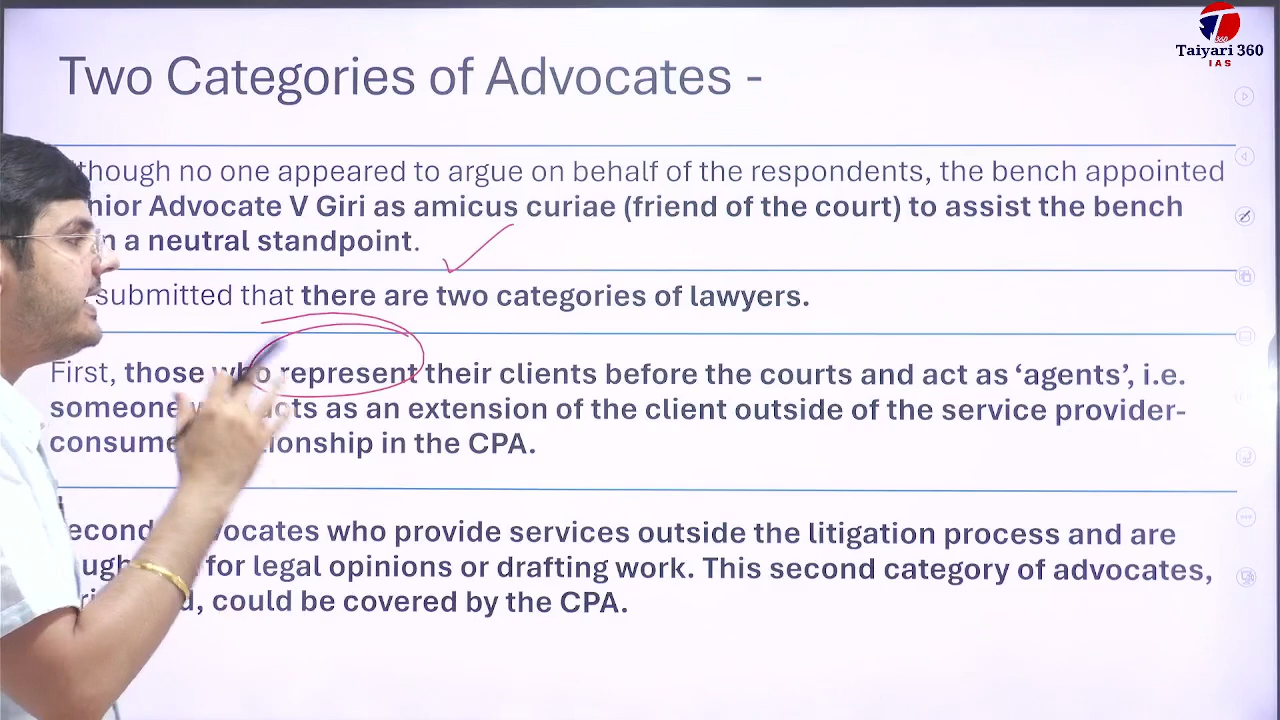 Taiyari 360
IAS
Two Categories of Advocates -
though no one appeared to argue on behalf of the respondents, the bench appointed
nior Advocate V Giri as amicus curiae (friend of the court) to assist the bench
a neutral standpoint.
submitted that there are two categories of lawyers.
First, those who represent their clients before the courts and act as ‘agents’, i.e.
someone as an extension of the client outside of the service provider-
in the CPA.
provide services outside the litigation process and are
for legal opinions or drafting work. This second category of advocates,
could be covered by the CPA.